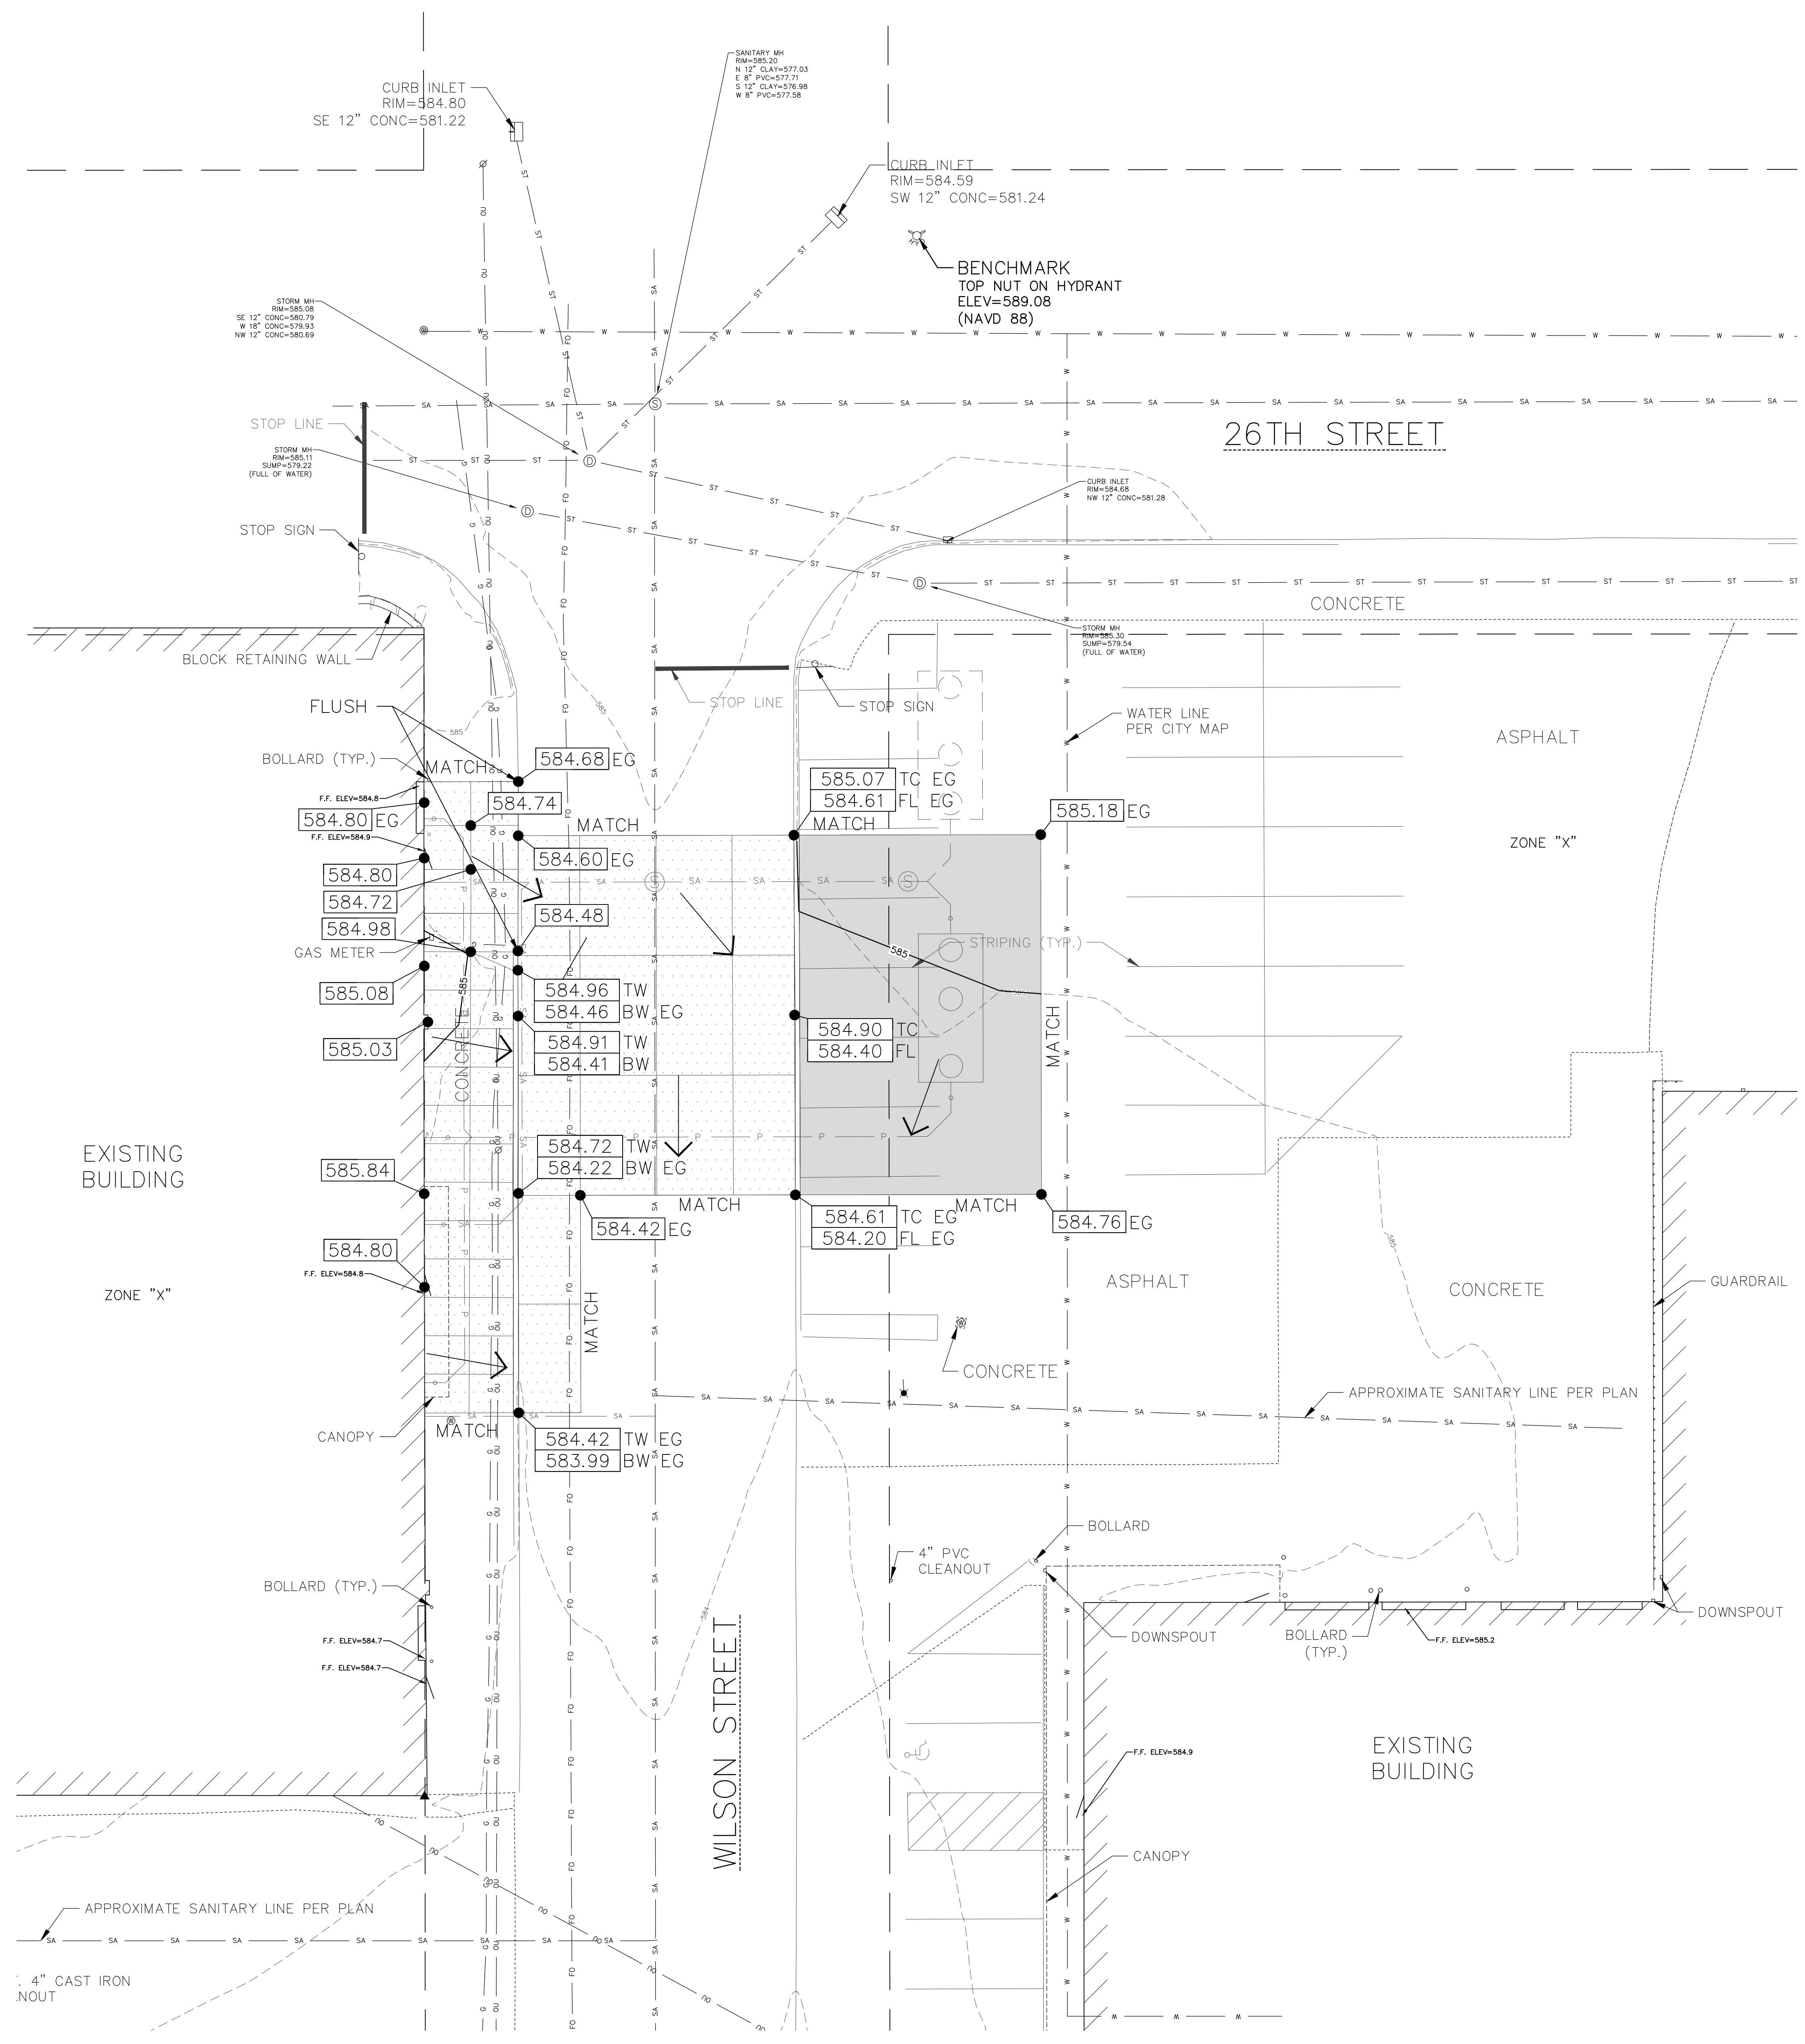 SANITARY MH
RIM=585.20
N 12" CLAY=577.03
E 8" PVC=577.71
S 12" CLAY=576.98
W 8" PVC=577.58
CURB INLET
RIM=584.80
SE 12" CONC=581.22
CURB INLET
RIM=584.59
SW 12" CONC=581.24
BENCHMARK
TOP NUT ON HYDRANT
ELEV=589.08
(NAVD 88)
STORM MH
RIM=585.08
SE 12" CONC=580.79
W 18" CONC=579.93
NW 12" CONC=580.69
STOP LINE
26TH STREET
STORM MH
RIM=585.11
SUMP=579.22
(FULL OF WATER)
CURB INLET
RIM=584.68
NW 12" CONC=581.28
STOP SIGN
CONCRETE
STORM MH
RIM=585.30
SUMP=579.54
(FULL OF WATER)
BLOCK RETAINING WALL
FLUSH
STOP LINE
STOP SIGN
WATER LINE
PER CITY MAP
ASPHALT
585
585
BOLLARD (TYP.)
MATCH
584.68 EG
F.F. ELEV=584.8
584.74
585.07 TC EG
584.61 FL EG
585.18 EG
584.80 EG
MATCH
MATCH
F.F. ELEV=584.9
ZONE "X"
584.60 EG
584.80
584.72
584.48
584.98
GAS METER
585
STRIPING (TYP.)
585.08
585
585
584.96 TW
584.46 BW EG
CONCRETE
584.90 TC
584.40 FL
MATCH
585.03
584.91 TW
584.41 BW
EXISTING
BUILDING
584.72 TW
584.22 BW EG
585.84
MATCH
MATCH
584.42 EG
584.61 TC EG
584.20 FL EG
584.76 EG
584.80
F.F. ELEV=584.8
585
ZONE "X"
ASPHALT
CONCRETE
GUARDRAIL
MATCH
CONCRETE
APPROXIMATE SANITARY LINE PER PLAN
CANOPY
MATCH
584.42 TW EG
583.99 BW EG
BOLLARD
4" PVC
CLEANOUT
BOLLARD (TYP.)
584
DOWNSPOUT
BOLLARD
(TYP.)
F.F. ELEV=585.2
DOWNSPOUT
F.F. ELEV=584.7
F.F. ELEV=584.7
WILSON STREET
F.F. ELEV=584.9
EXISTING
BUILDING
CANOPY
APPROXIMATE SANITARY LINE PER PLAN
4" CAST IRON